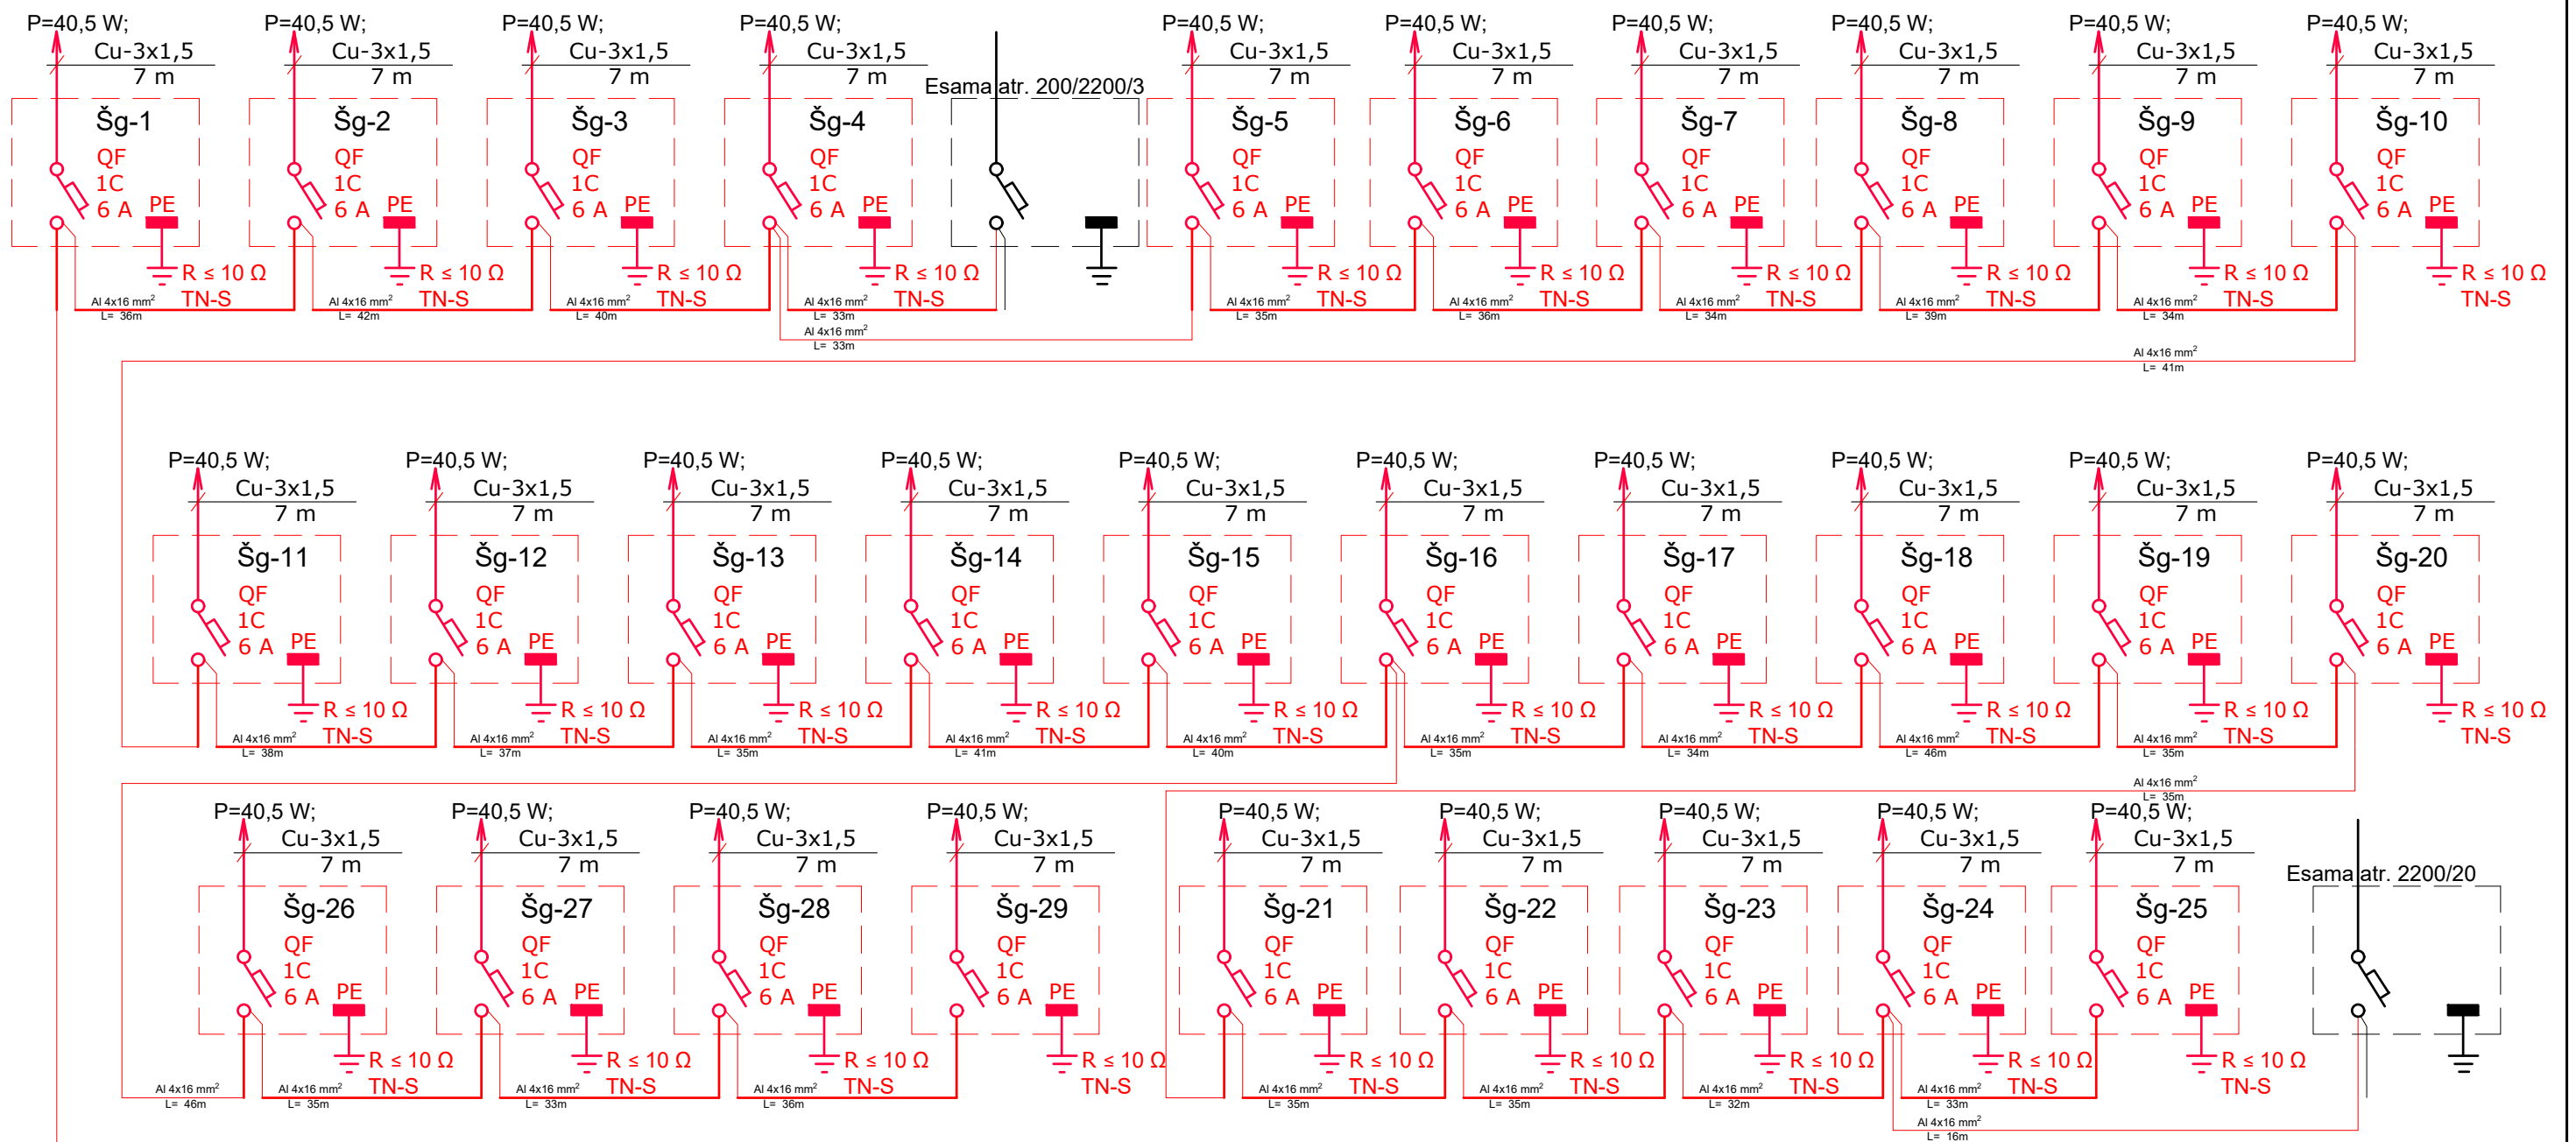 P=40,5 W; P=40,5 W; P=40,5 W; P=40,5 W; P=40,5 W; P=40,5 W; P=40,5 W; P=40,5 W; P=40,5 W; P=40,5 W;
Cu-3x1,5 Cu-3x1,5 Cu-3x1,5 Cu-3x1,5 Cu-3x1,5 Cu-3x1,5 Cu-3x1,5 Cu-3x1,5 Cu-3x1,5 Cu-3x1,5
7 m 7 m 7 m 7 m 7 m 7 m 7 m 7 m 7 m 7 m
Esama atr. 200/2200/3
Šg-1 Šg-2 Šg-3 Šg-4 Šg-5 Šg-6 Šg-7 Šg-8 Šg-9 Šg-10
QF QF QF QF QF QF QF QF QF QF
1C 1C 1C 1C 1C 1C 1C 1C 1C 1C
6 A PE 6 A PE 6 A PE 6 A PE 6 A PE 6 A PE 6 A PE 6 A PE 6 A PE 6 A PE
R ≤ 10 Ω R ≤ 10 Ω R ≤ 10 Ω R ≤ 10 Ω R ≤ 10 Ω R ≤ 10 Ω R ≤ 10 Ω R ≤ 10 Ω R ≤ 10 Ω R ≤ 10 Ω
TN-S TN-S TN-S TN-S TN-S TN-S TN-S TN-S TN-S TN-S
Al 4x16 mm² Al 4x16 mm² Al 4x16 mm² Al 4x16 mm² Al 4x16 mm² Al 4x16 mm² Al 4x16 mm² Al 4x16 mm² Al 4x16 mm²
L= 36m L= 42m L= 40m L= 33m L= 35m L= 36m L= 34m L= 39m L= 34m
Al 4x16 mm²
L= 33m
Al 4x16 mm²
L= 41m
P=40,5 W; P=40,5 W; P=40,5 W; P=40,5 W; P=40,5 W; P=40,5 W; P=40,5 W; P=40,5 W; P=40,5 W; P=40,5 W;
Cu-3x1,5 Cu-3x1,5 Cu-3x1,5 Cu-3x1,5 Cu-3x1,5 Cu-3x1,5 Cu-3x1,5 Cu-3x1,5 Cu-3x1,5 Cu-3x1,5
7 m 7 m 7 m 7 m 7 m 7 m 7 m 7 m 7 m 7 m
Šg-11 Šg-12 Šg-13 Šg-14 Šg-15 Šg-16 Šg-17 Šg-18 Šg-19 Šg-20
QF QF QF QF QF QF QF QF QF QF
1C 1C 1C 1C 1C 1C 1C 1C 1C 1C
6 A PE 6 A PE 6 A PE 6 A PE 6 A PE 6 A PE 6 A PE 6 A PE 6 A PE 6 A PE
R ≤ 10 Ω R ≤ 10 Ω R ≤ 10 Ω R ≤ 10 Ω R ≤ 10 Ω R ≤ 10 Ω R ≤ 10 Ω R ≤ 10 Ω R ≤ 10 Ω R ≤ 10 Ω
TN-S TN-S TN-S TN-S TN-S TN-S TN-S TN-S TN-S TN-S
Al 4x16 mm² Al 4x16 mm² Al 4x16 mm² Al 4x16 mm² Al 4x16 mm² Al 4x16 mm² Al 4x16 mm² Al 4x16 mm² Al 4x16 mm²
L= 38m L= 37m L= 35m L= 41m L= 40m L= 35m L= 34m L= 46m L= 35m
Al 4x16 mm²
L= 35m
P=40,5 W; P=40,5 W; P=40,5 W; P=40,5 W; P=40,5 W; P=40,5 W; P=40,5 W; P=40,5 W; P=40,5 W;
Cu-3x1,5 Cu-3x1,5 Cu-3x1,5 Cu-3x1,5 Cu-3x1,5 Cu-3x1,5 Cu-3x1,5 Cu-3x1,5 Cu-3x1,5
7 m 7 m 7 m 7 m 7 m 7 m 7 m 7 m 7 m
Esama atr. 2200/20
Šg-26 Šg-27 Šg-28 Šg-29 Šg-21 Šg-22 Šg-23 Šg-24 Šg-25
QF QF QF QF QF QF QF QF QF
1C 1C 1C 1C 1C 1C 1C 1C 1C
6 A PE 6 A PE 6 A PE 6 A PE 6 A PE 6 A PE 6 A PE 6 A PE 6 A PE
R ≤ 10 Ω R ≤ 10 Ω R ≤ 10 Ω R ≤ 10 Ω R ≤ 10 Ω R ≤ 10 Ω R ≤ 10 Ω R ≤ 10 Ω R ≤ 10 Ω
TN-S TN-S TN-S TN-S TN-S TN-S TN-S TN-S TN-S
Al 4x16 mm² Al 4x16 mm² Al 4x16 mm² Al 4x16 mm² Al 4x16 mm² Al 4x16 mm² Al 4x16 mm² Al 4x16 mm²
L= 46m L= 35m L= 33m L= 36m L= 35m L= 35m L= 32m L= 33m
Al 4x16 mm²
L= 16m